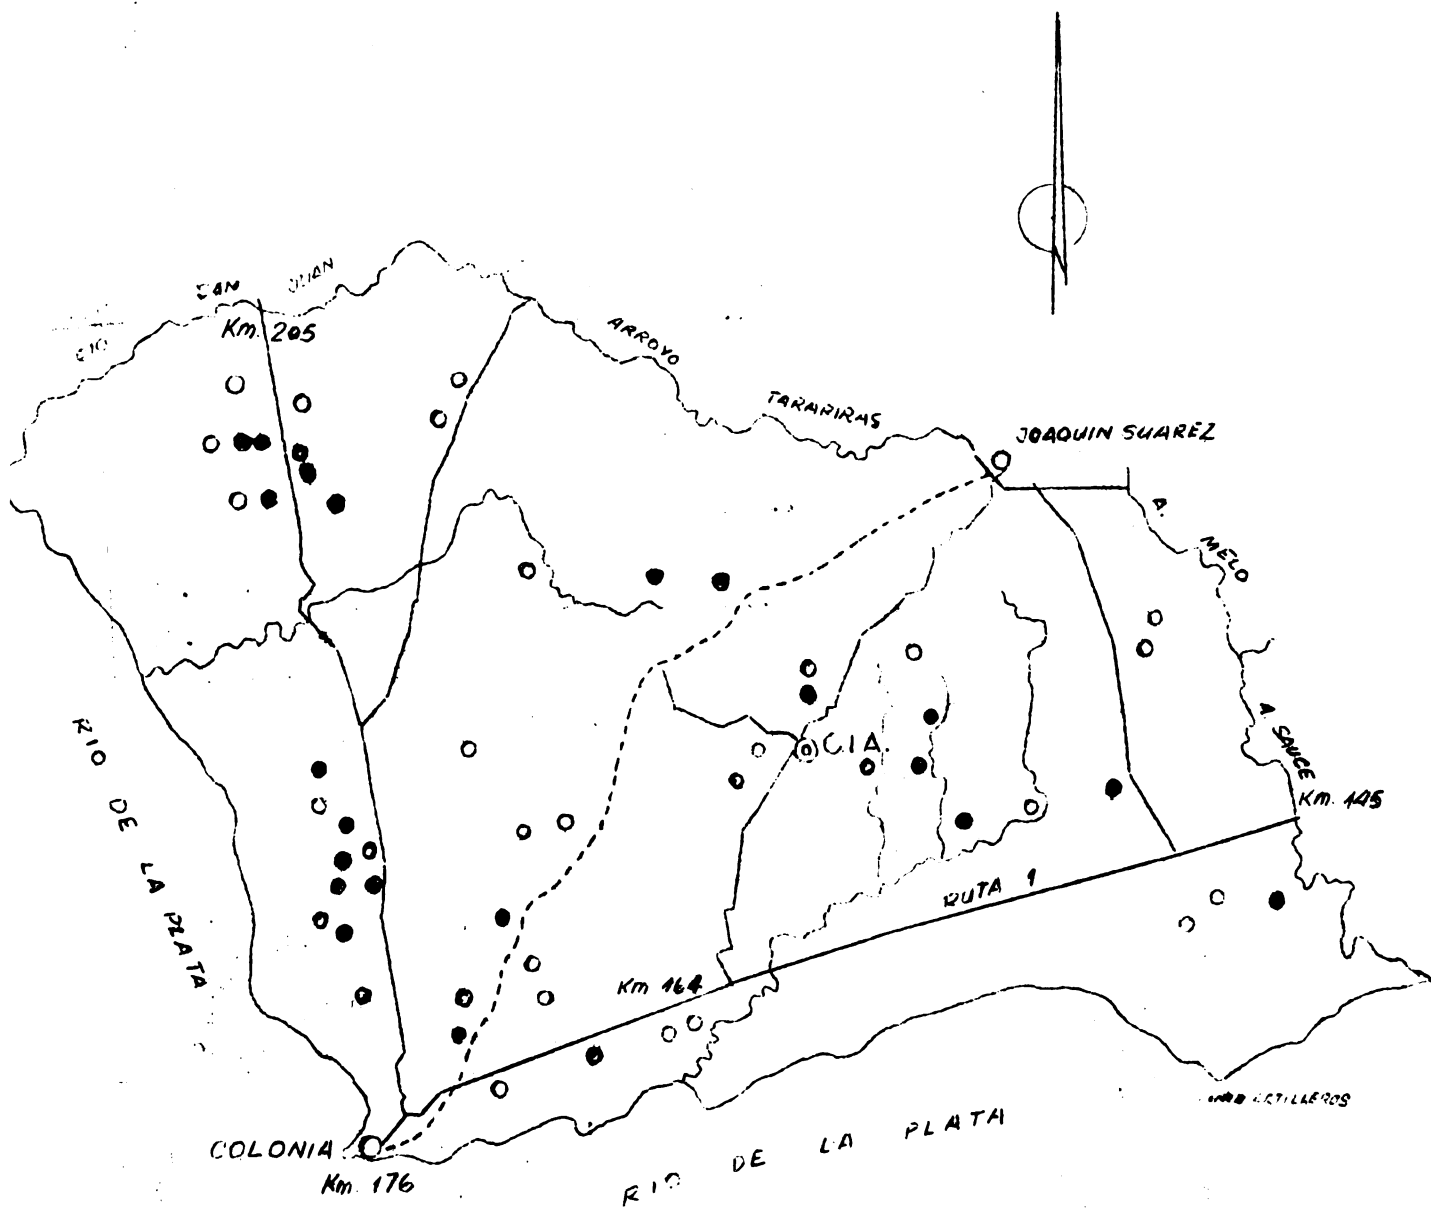 SAN JUAN
RIO
Km. 205
ARROYO
TARARIRAS
JOAQUIN SUAREZ
A.
MELO
C.I.A.
A. SAUCE
Km. 145
RIO DE LA PLATA
RUTA 1
Km 164
COLONIA
Km. 176
RIO DE LA PLATA
ARTILLEROS